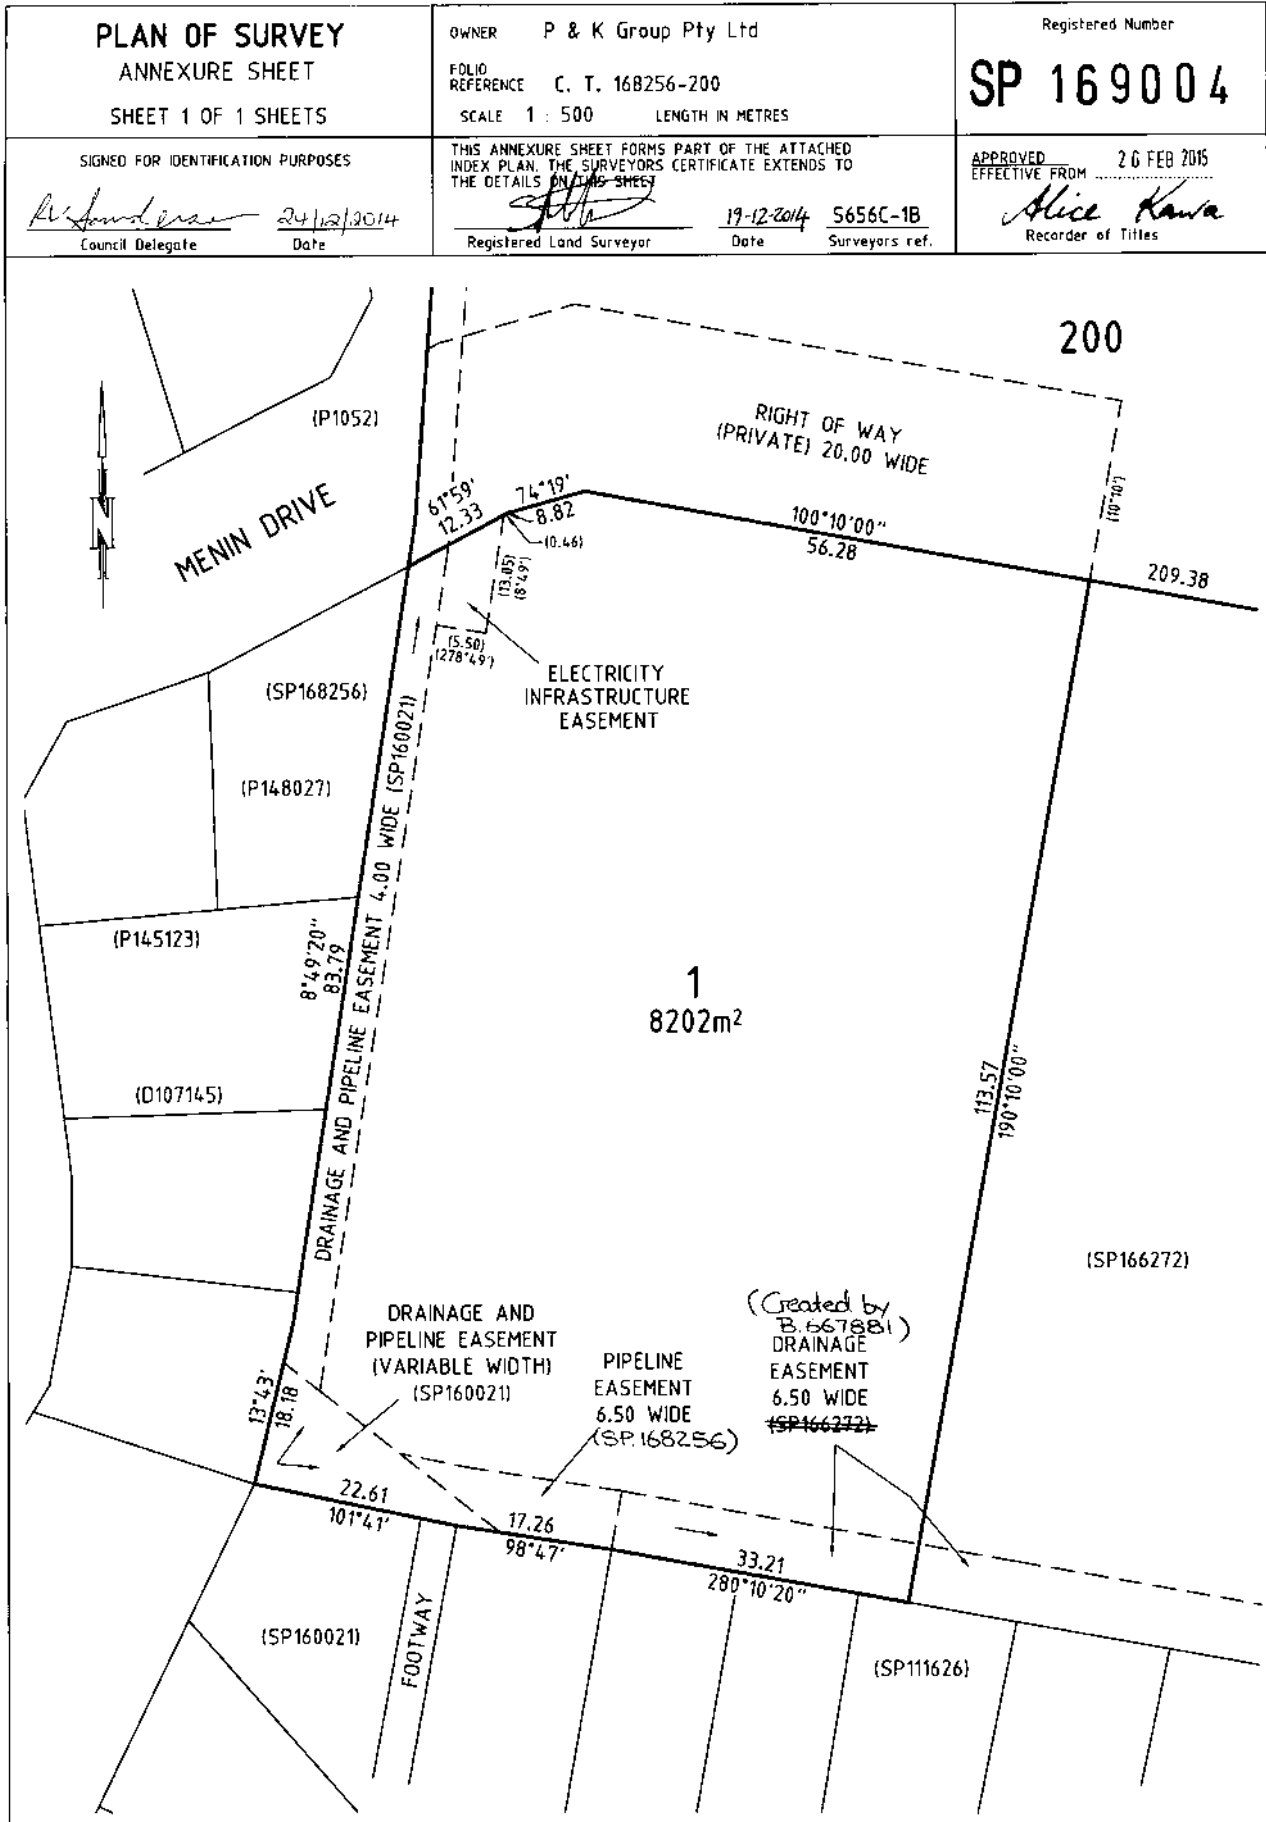 PLAN OF SURVEY
ANNEXURE SHEET
SHEET 1 OF 1 SHEETS
OWNER P & K Group Pty Ltd
FOLIO
REFERENCE C. T. 168256-200
SCALE 1 : 500 LENGTH IN METRES
Registered Number
SP 169004
SIGNED FOR IDENTIFICATION PURPOSES
24/12/2014
Council Delegate Date
THIS ANNEXURE SHEET FORMS PART OF THE ATTACHED
INDEX PLAN. THE SURVEYORS CERTIFICATE EXTENDS TO
THE DETAILS ON THIS SHEET
19-12-2014 5656C-1B
Registered Land Surveyor Date Surveyors ref.
APPROVED
EFFECTIVE FROM 26 FEB 2015
Alice Kawa
Recorder of Titles
200
(P1052)
RIGHT OF WAY
(PRIVATE) 20.00 WIDE
(10°10')
MENIN DRIVE
61°59'
12.33
74°19'
8.82
(0.46)
100°10'00"
56.28
209.38
(13.05)
(8°49')
(5.50)
(278°49')
ELECTRICITY
INFRASTRUCTURE
EASEMENT
(SP168256)
(P148027)
DRAINAGE AND PIPELINE EASEMENT 4.00 WIDE (SP160021)
(P145123)
8°49'20"
83.79
1
8202m²
(D107145)
113.57
190°10'00"
(SP166272)
DRAINAGE AND
PIPELINE EASEMENT
(VARIABLE WIDTH)
(SP160021)
PIPELINE
EASEMENT
6.50 WIDE
(SP.168256)
(Created by
B.667881)
DRAINAGE
EASEMENT
6.50 WIDE
(SP166272)
13°43'
18.18
22.61
101°41'
17.26
98°47'
33.21
280°10'20"
(SP160021)
FOOTWAY
(SP111626)